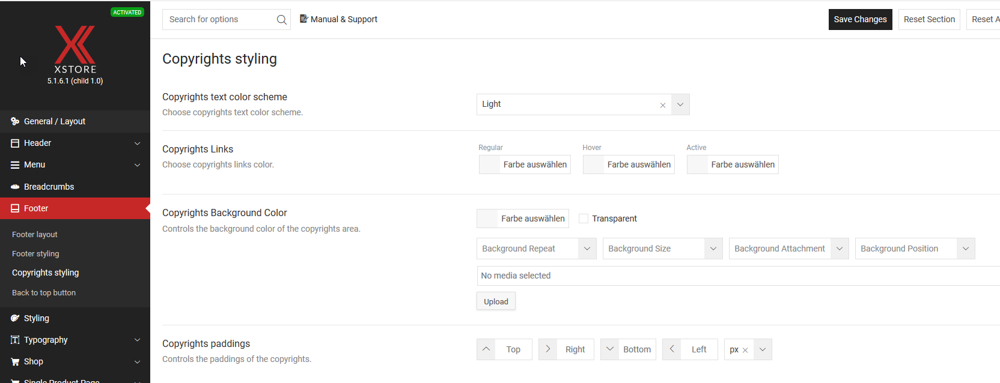 ACTIVATED
XSTORE
5.1.6.1 (child 1.0)
General / Layout
Header
Menu
Breadcrumbs
Footer
Footer layout
Footer styling
Copyrights styling
Back to top button
Styling
Typography
Shop
Single Product Page
Search for options
Manual & Support
Save Changes
Reset Section
Reset A
Copyrights styling
Copyrights text color scheme
Choose copyrights text color scheme.
Light
Copyrights Links
Choose copyrights links color.
Regular Hover Active
Farbe auswählen Farbe auswählen Farbe auswählen
Copyrights Background Color
Controls the background color of the copyrights area.
Farbe auswählen Transparent
Background Repeat Background Size Background Attachment Background Position
No media selected
Upload
Copyrights paddings
Controls the paddings of the copyrights.
Top Right Bottom Left px